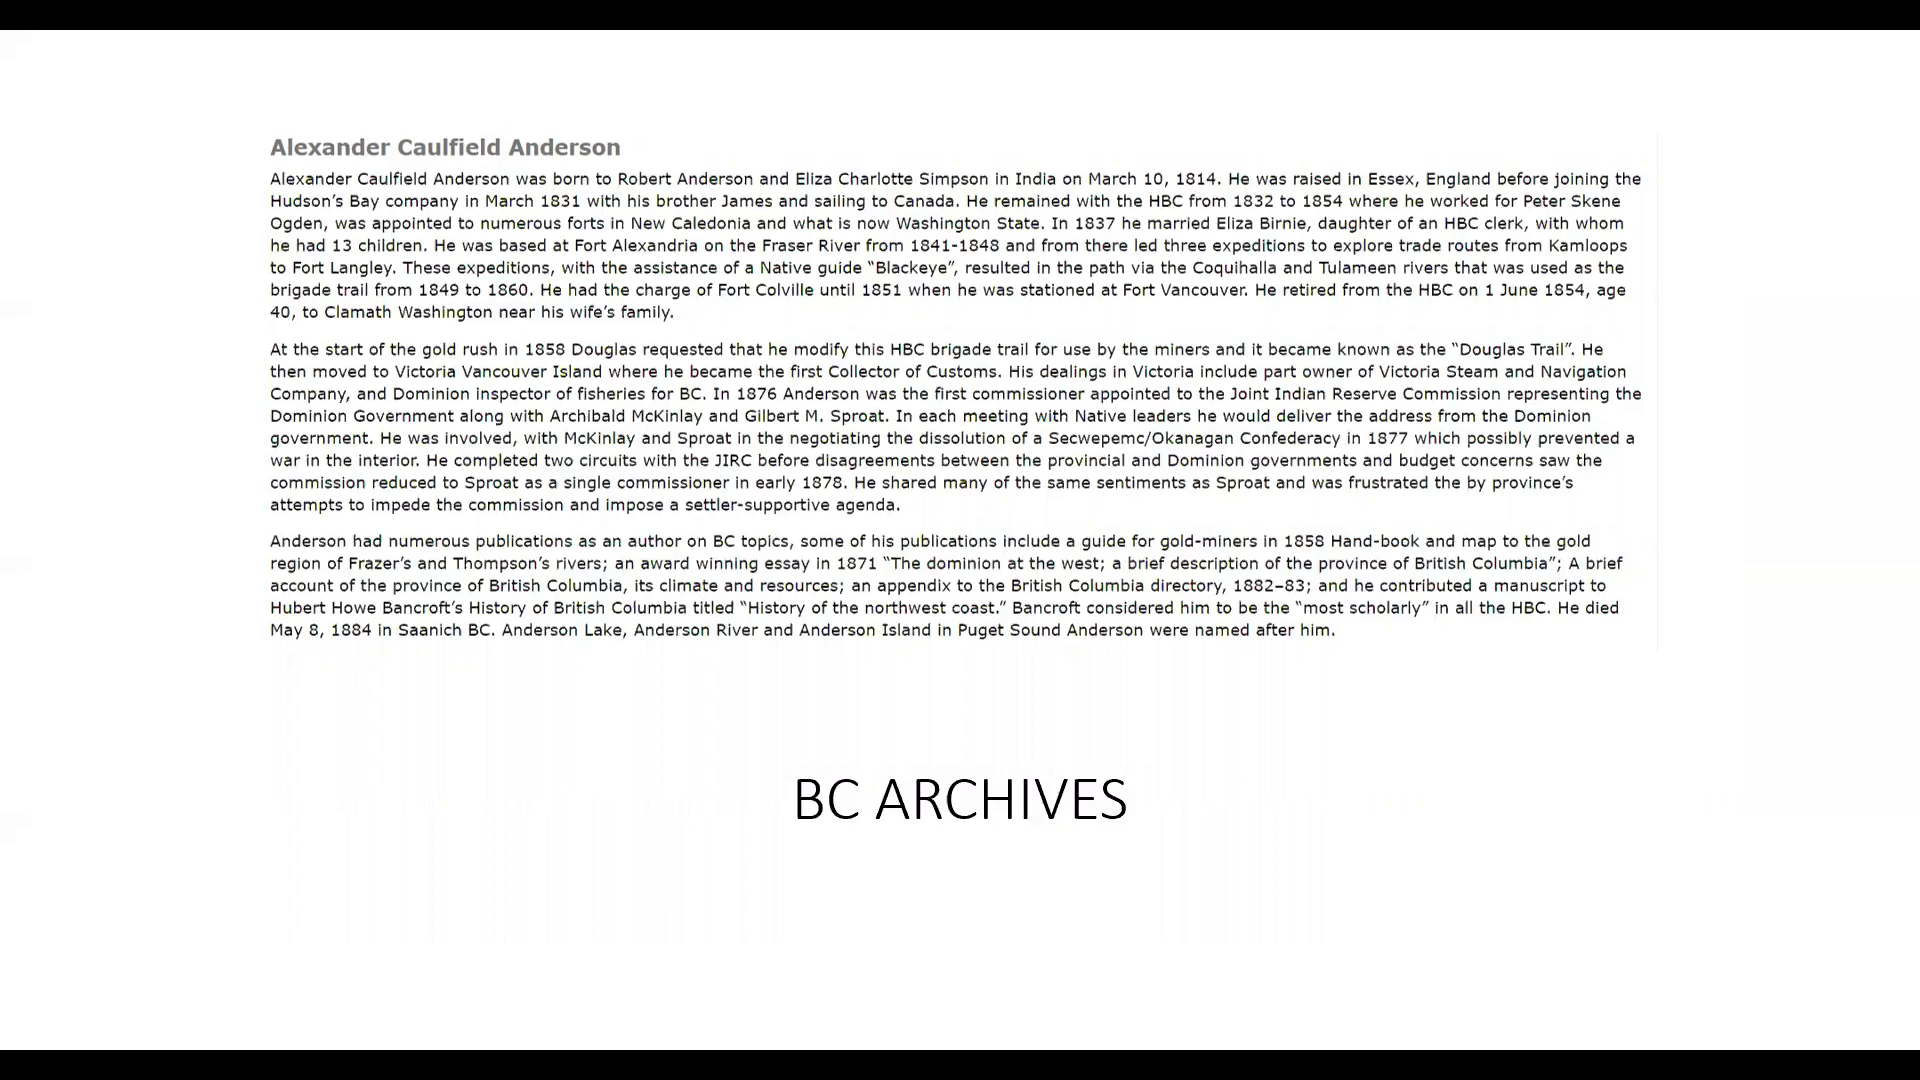 Alexander Caulfield Anderson
Alexander Caulfield Anderson was born to Robert Anderson and Eliza Charlotte Simpson in India on March 10, 1814. He was raised in Essex, England before joining the
Hudson’s Bay company in March 1831 with his brother James and sailing to Canada. He remained with the HBC from 1832 to 1854 where he worked for Peter Skene
Ogden, was appointed to numerous forts in New Caledonia and what is now Washington State. In 1837 he married Eliza Birnie, daughter of an HBC clerk, with whom
he had 13 children. He was based at Fort Alexandria on the Fraser River from 1841-1848 and from there led three expeditions to explore trade routes from Kamloops
to Fort Langley. These expeditions, with the assistance of a Native guide “Blackeye”, resulted in the path via the Coquihalla and Tulameen rivers that was used as the
brigade trail from 1849 to 1860. He had the charge of Fort Colville until 1851 when he was stationed at Fort Vancouver. He retired from the HBC on 1 June 1854, age
40, to Clamath Washington near his wife’s family.
At the start of the gold rush in 1858 Douglas requested that he modify this HBC brigade trail for use by the miners and it became known as the “Douglas Trail”. He
then moved to Victoria Vancouver Island where he became the first Collector of Customs. His dealings in Victoria include part owner of Victoria Steam and Navigation
Company, and Dominion inspector of fisheries for BC. In 1876 Anderson was the first commissioner appointed to the Joint Indian Reserve Commission representing the
Dominion Government along with Archibald McKinlay and Gilbert M. Sproat. In each meeting with Native leaders he would deliver the address from the Dominion
government. He was involved, with McKinlay and Sproat in the negotiating the dissolution of a Secwepemc/Okanagan Confederacy in 1877 which possibly prevented a
war in the interior. He completed two circuits with the JIRC before disagreements between the provincial and Dominion governments and budget concerns saw the
commission reduced to Sproat as a single commissioner in early 1878. He shared many of the same sentiments as Sproat and was frustrated the by province’s
attempts to impede the commission and impose a settler-supportive agenda.
Anderson had numerous publications as an author on BC topics, some of his publications include a guide for gold-miners in 1858 Hand-book and map to the gold
region of Frazer’s and Thompson’s rivers; an award winning essay in 1871 “The dominion at the west; a brief description of the province of British Columbia”; A brief
account of the province of British Columbia, its climate and resources; an appendix to the British Columbia directory, 1882–83; and he contributed a manuscript to
Hubert Howe Bancroft’s History of British Columbia titled “History of the northwest coast.” Bancroft considered him to be the “most scholarly” in all the HBC. He died
May 8, 1884 in Saanich BC. Anderson Lake, Anderson River and Anderson Island in Puget Sound Anderson were named after him.
BC ARCHIVES